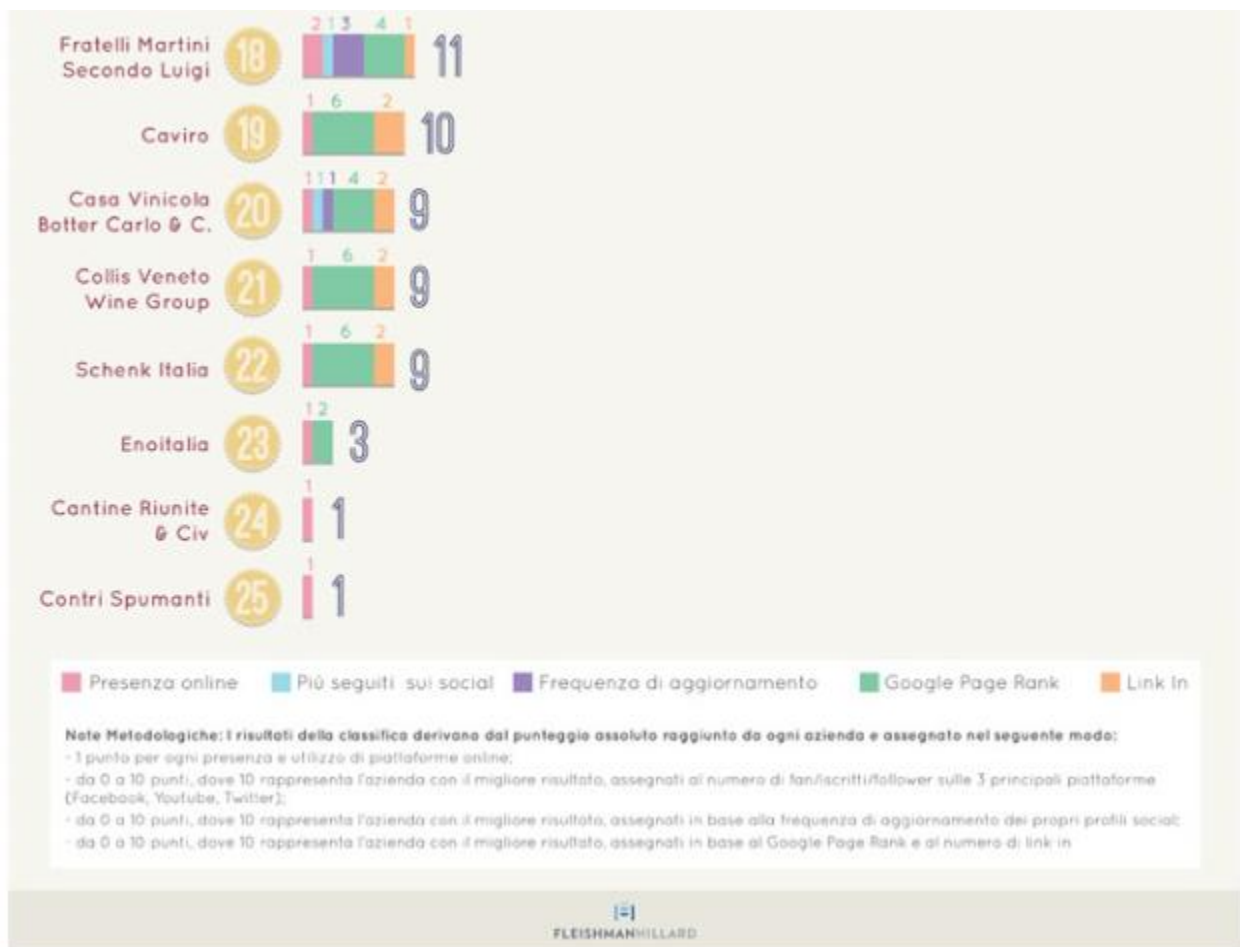 2 1 3 4 1
Fratelli Martini
Secondo Luigi
18
11
1 6 2
Caviro
19
10
1 1 1 4 2
Casa Vinicola
Botter Carlo & C.
20
9
1 6 2
Collis Veneto
Wine Group
21
9
1 6 2
Schenk Italia
22
9
1 2
Enoitalia
23
3
1
Cantine Riunite
& Civ
24
1
1
Contri Spumanti
25
1
Presenza online Più seguiti sui social Frequenza di aggiornamento Google Page Rank Link In
Note Metodologiche: I risultati della classifica derivano dal punteggio assoluto raggiunto da ogni azienda e assegnato nel seguente modo:
- 1 punto per ogni presenza e utilizzo di piattaforme online;
- da 0 a 10 punti, dove 10 rappresenta l'azienda con il migliore risultato, assegnati al numero di fan/iscritti/follower sulle 3 principali piattaforme
(Facebook, Youtube, Twitter);
- da 0 a 10 punti, dove 10 rappresenta l'azienda con il migliore risultato, assegnati in base alla frequenza di aggiornamento dei propri profili social;
- da 0 a 10 punti, dove 10 rappresenta l'azienda con il migliore risultato, assegnati in base al Google Page Rank e al numero di link in
FLEISHMANHILLARD